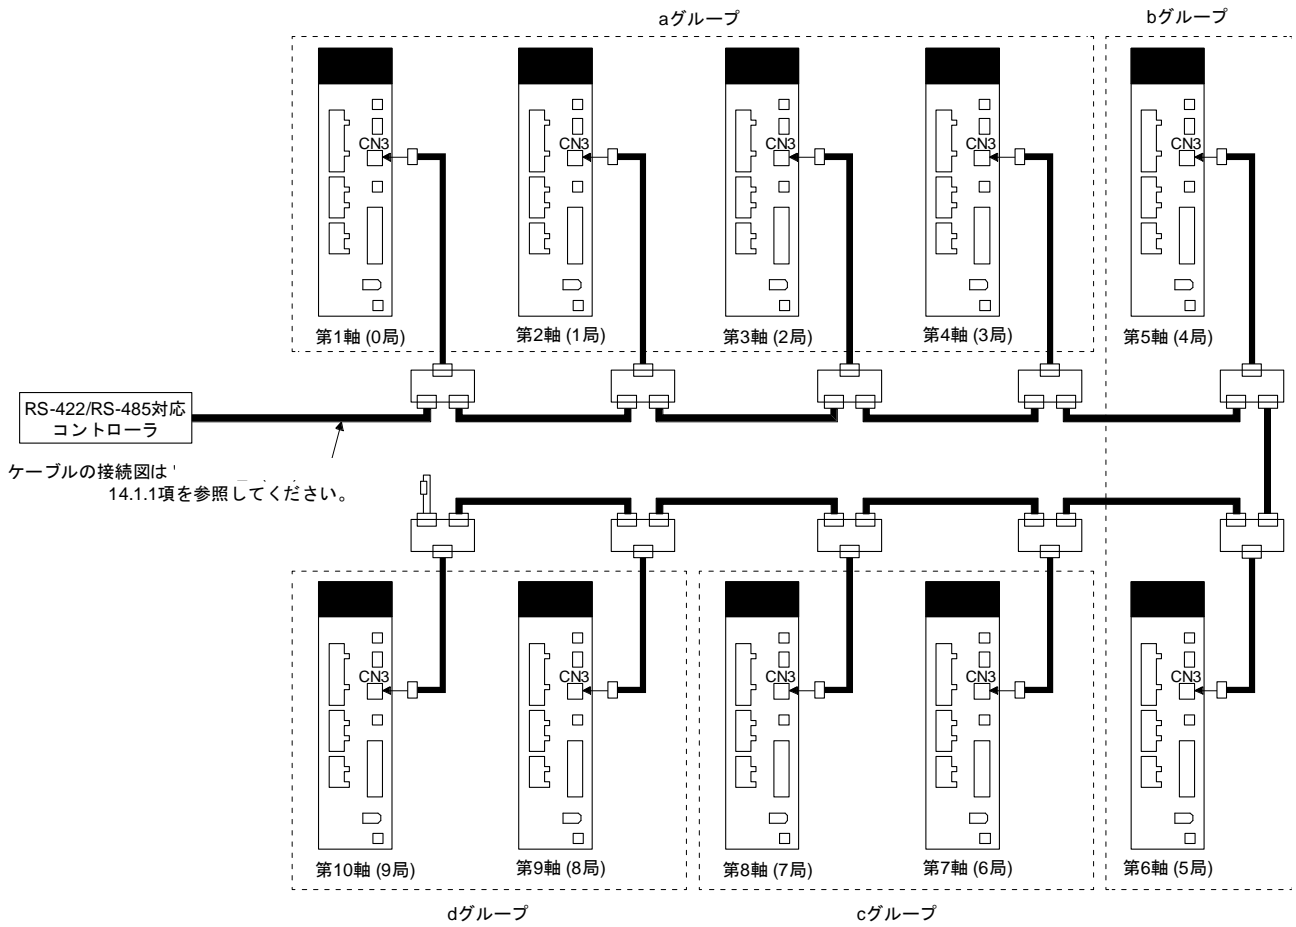 aグループ
bグループ
CN3
CN3
CN3
CN3
CN3
第1軸 (0局)
第2軸 (1局)
第3軸 (2局)
第4軸 (3局)
第5軸 (4局)
RS-422/RS-485対応
コントローラ
ケーブルの接続図は
14.1.1項を参照してください。
CN3
CN3
CN3
CN3
CN3
第10軸 (9局)
第9軸 (8局)
第8軸 (7局)
第7軸 (6局)
第6軸 (5局)
dグループ
cグループ